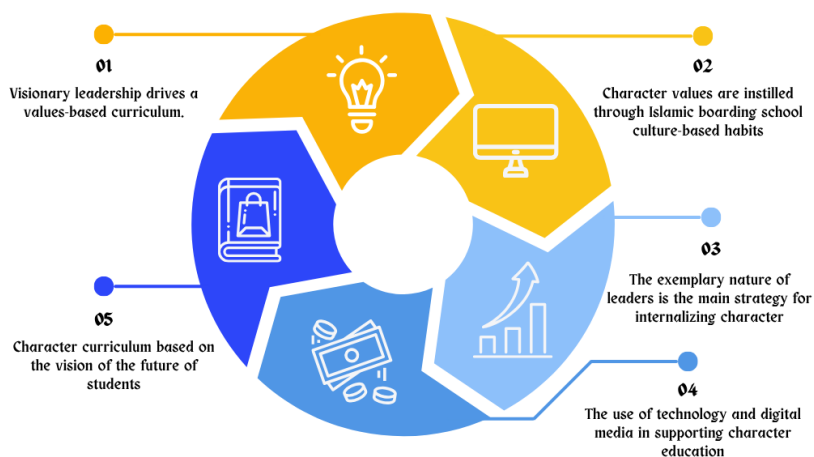 01
Visionary leadership drives a
values-based curriculum.
02
Character values are instilled
through Islamic boarding school
culture-based habits
03
The exemplary nature of
leaders is the main strategy for
internalizing character
04
The use of technology and digital
media in supporting character
education
05
Character curriculum based on
the vision of the future of
students